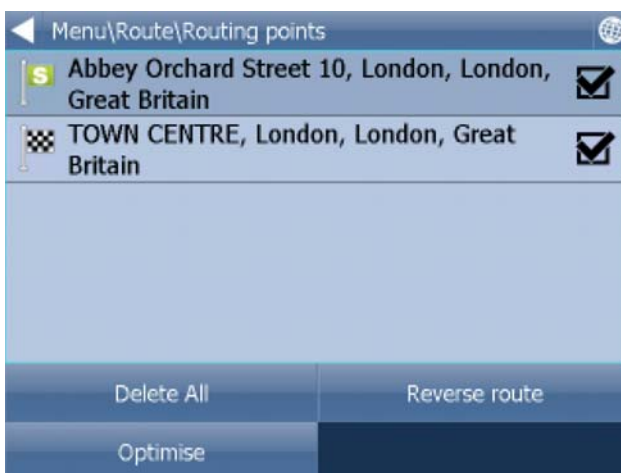 Menu\Route\Routing points
S
Abbey Orchard Street 10, London, London,
Great Britain
TOWN CENTRE, London, London, Great
Britain
Delete All
Reverse route
Optimise